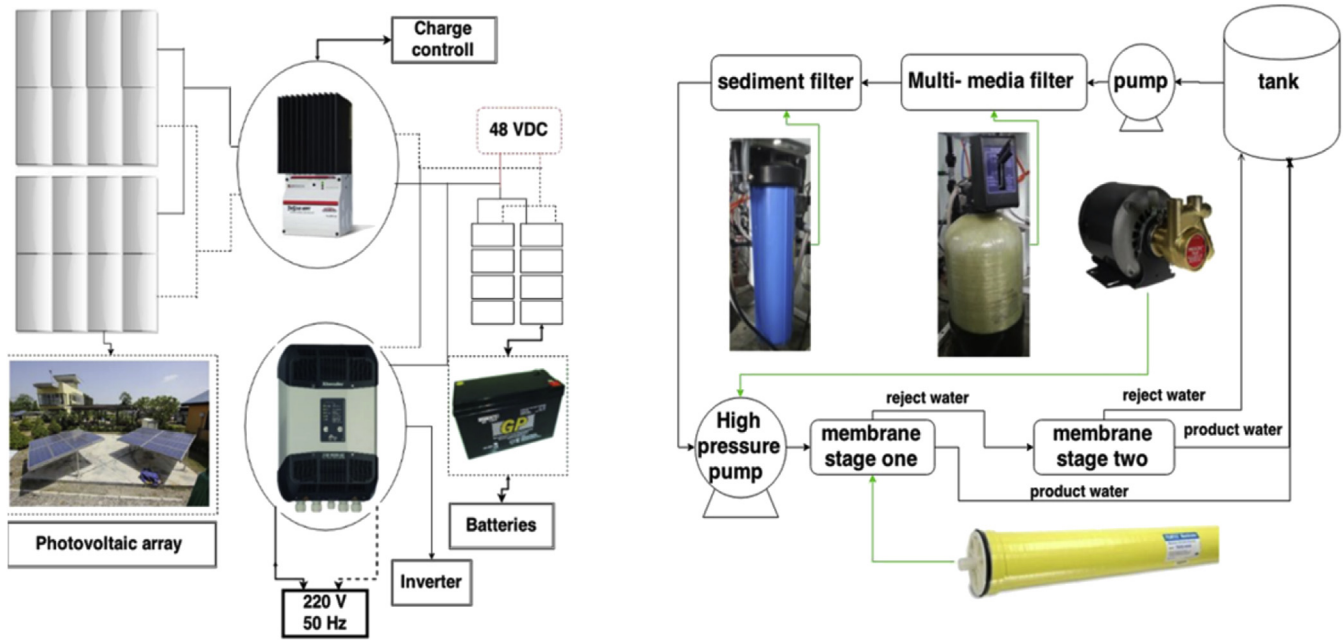 Charge
controll
48 VDC
Photovoltaic array
GP
Batteries
Inverter
220 V
50 Hz
sediment filter
Multi- media filter
pump
tank
High
pressure
pump
membrane
stage one
reject water
membrane
stage two
reject water
product water
product water